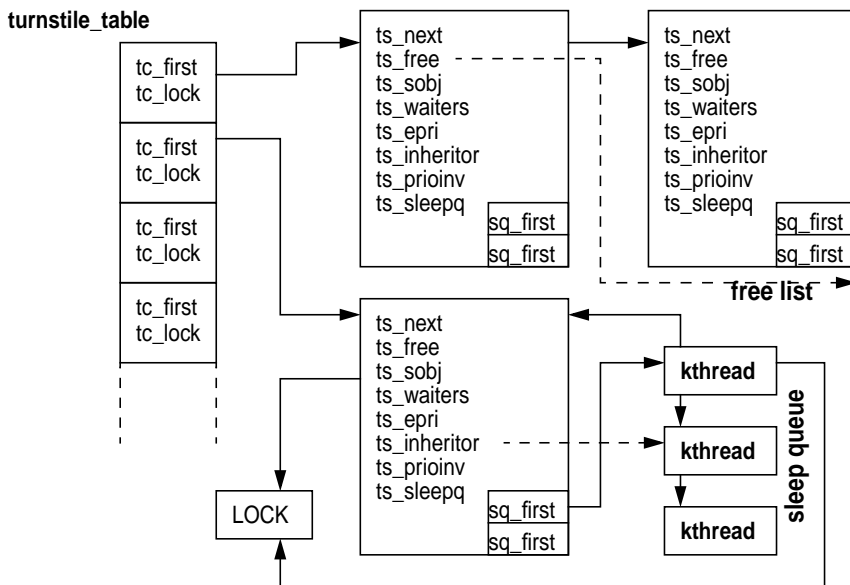 turnstile_table
tc_first
tc_lock
tc_first
tc_lock
tc_first
tc_lock
tc_first
tc_lock
ts_next
ts_free
ts_sobj
ts_waiters
ts_epri
ts_inheritor
ts_prioinv
ts_sleepq
sq_first
sq_first
ts_next
ts_free
ts_sobj
ts_waiters
ts_epri
ts_inheritor
ts_prioinv
ts_sleepq
sq_first
sq_first
free list
ts_next
ts_free
ts_sobj
ts_waiters
ts_epri
ts_inheritor
ts_prioinv
ts_sleepq
sq_first
sq_first
LOCK
kthread
kthread
kthread
sleep queue